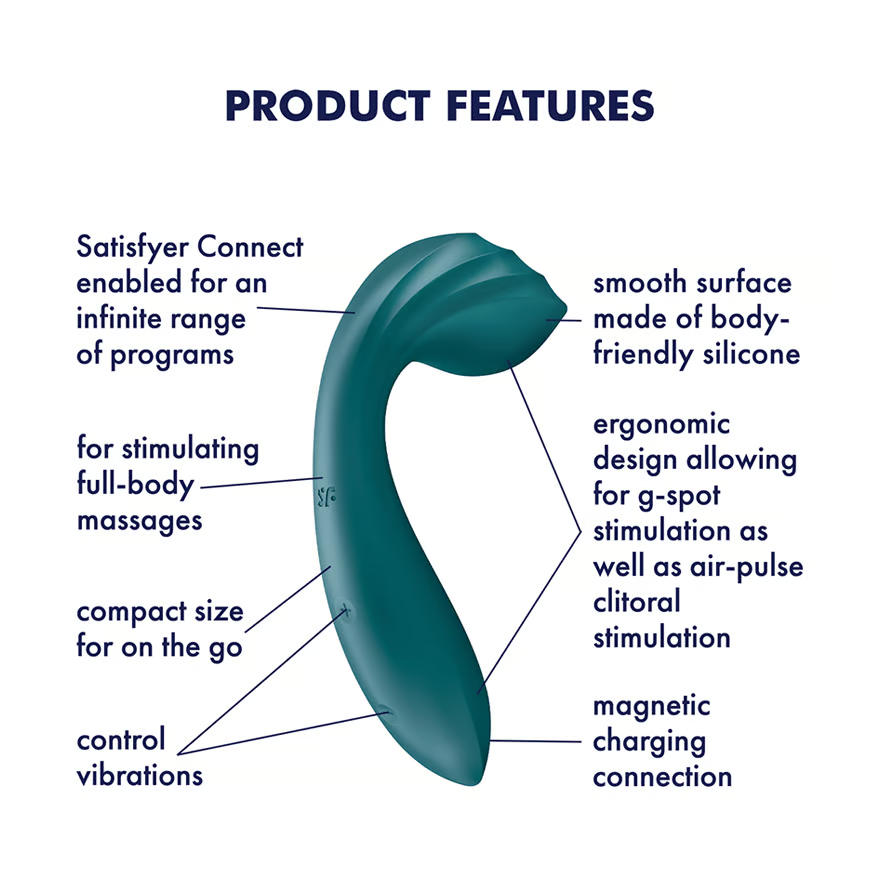 PRODUCT FEATURES
Satisfyer Connect
enabled for an
infinite range
of programs
for stimulating
full-body
massages
compact size
for on the go
control
vibrations
smooth surface
made of body-
friendly silicone
ergonomic
design allowing
for g-spot
stimulation as
well as air-pulse
clitoral
stimulation
magnetic
charging
connection
SF
+
-